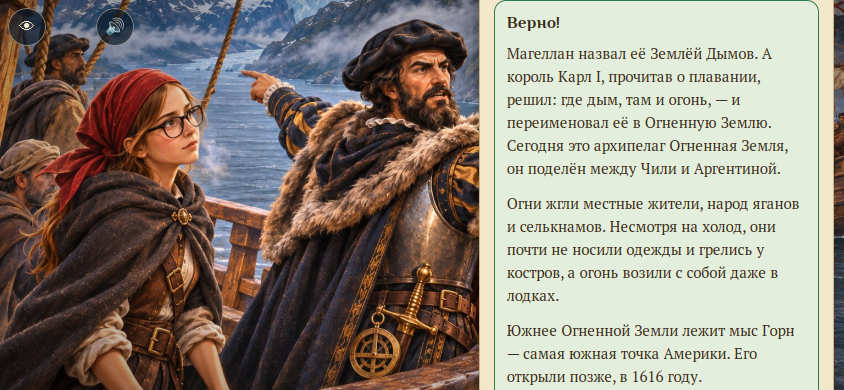 Верно!
Магеллан назвал её Землёй Дымов. А
король Карл I, прочитав о плавании,
решил: где дым, там и огонь, — и
переименовал её в Огненную Землю.
Сегодня это архипелаг Огненная Земля,
он поделён между Чили и Аргентиной.
Огни жгли местные жители, народ яганов
и селькнамов. Несмотря на холод, они
почти не носили одежды и грелись у
костров, а огонь возили с собой даже в
лодках.
Южнее Огненной Земли лежит мыс Горн
— самая южная точка Америки. Его
открыли позже, в 1616 году.